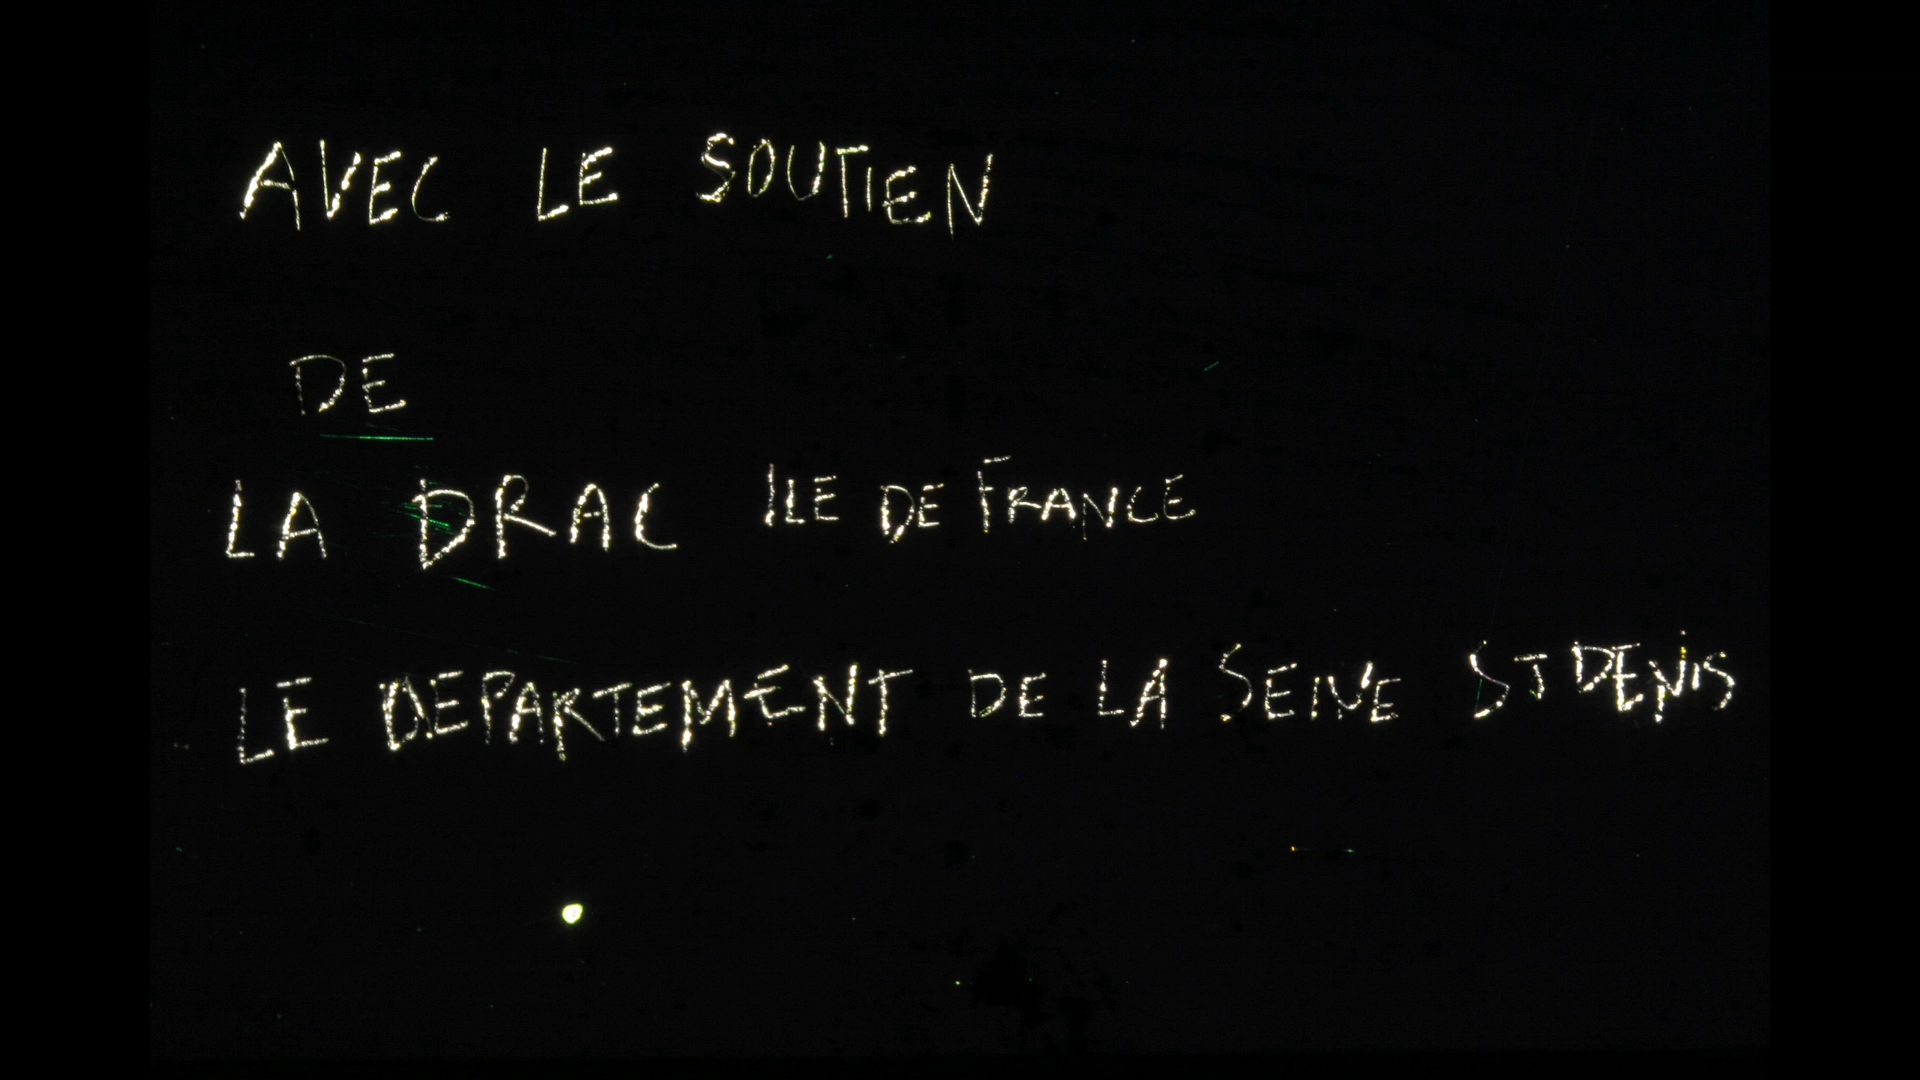 AVEC LE SOUTIEN
DE
LA DRAC ILE DE FRANCE
LE DEPARTEMENT DE LA SEINE ST DENIS